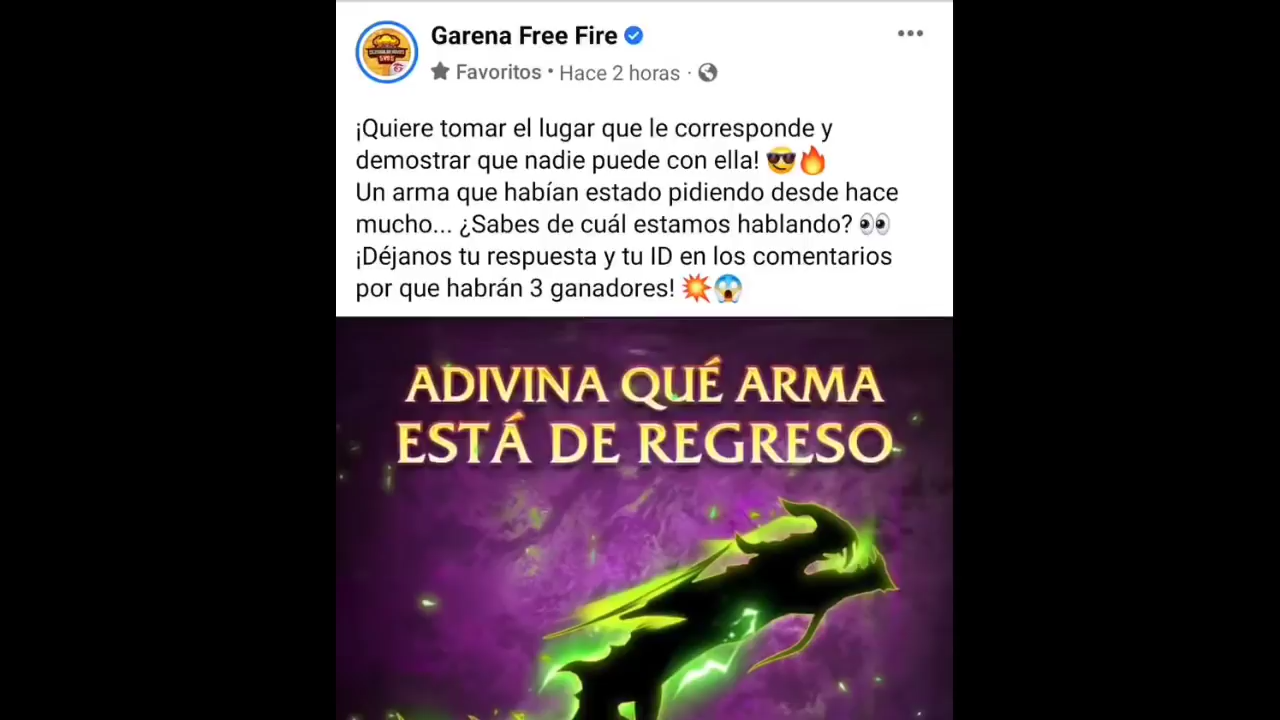 Garena Free Fire
Favoritos • Hace 2 horas ·
¡Quiere tomar el lugar que le corresponde y
demostrar que nadie puede con ella! 😎🔥
Un arma que habían estado pidiendo desde hace
mucho... ¿Sabes de cuál estamos hablando? 👀
¡Déjanos tu respuesta y tu ID en los comentarios
por que habrán 3 ganadores! 💥😱
ADIVINA QUÉ ARMA
ESTÁ DE REGRESO